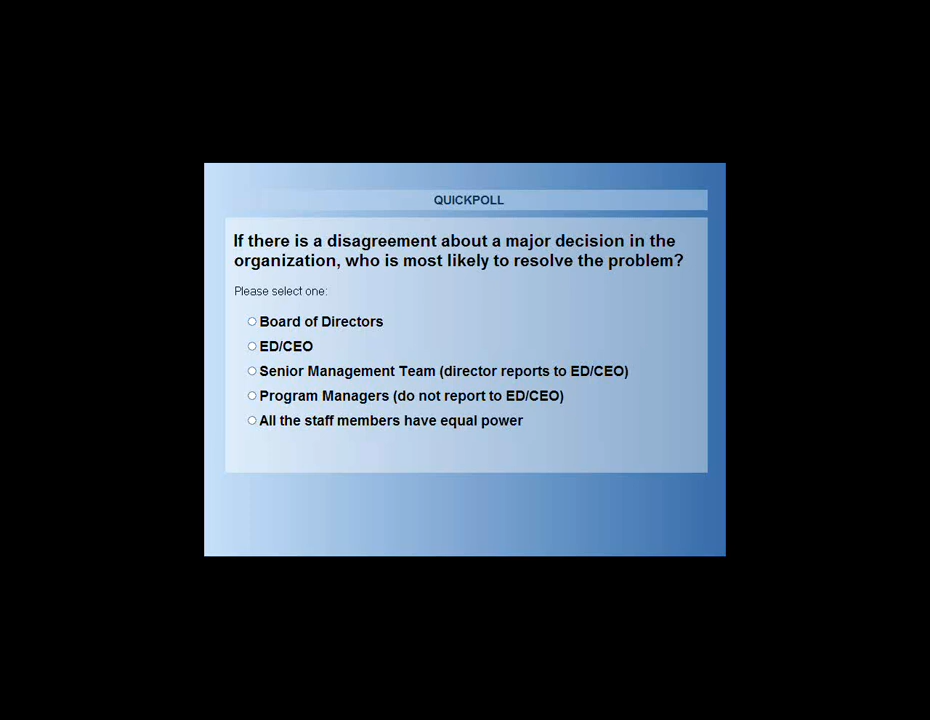 QUICKPOLL
If there is a disagreement about a major decision in the
organization, who is most likely to resolve the problem?
Please select one:
Board of Directors
ED/CEO
Senior Management Team (director reports to ED/CEO)
Program Managers (do not report to ED/CEO)
All the staff members have equal power